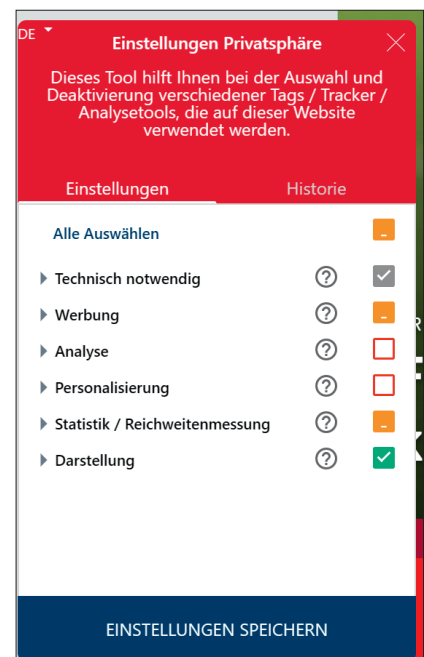 DE
Einstellungen Privatsphäre
Dieses Tool hilft Ihnen bei der Auswahl und
Deaktivierung verschiedener Tags / Tracker /
Analysetools, die auf dieser Website
verwendet werden.
Einstellungen Historie
Alle Auswählen
Technisch notwendig
Werbung
Analyse
Personalisierung
Statistik / Reichweitenmessung
Darstellung
EINSTELLUNGEN SPEICHERN